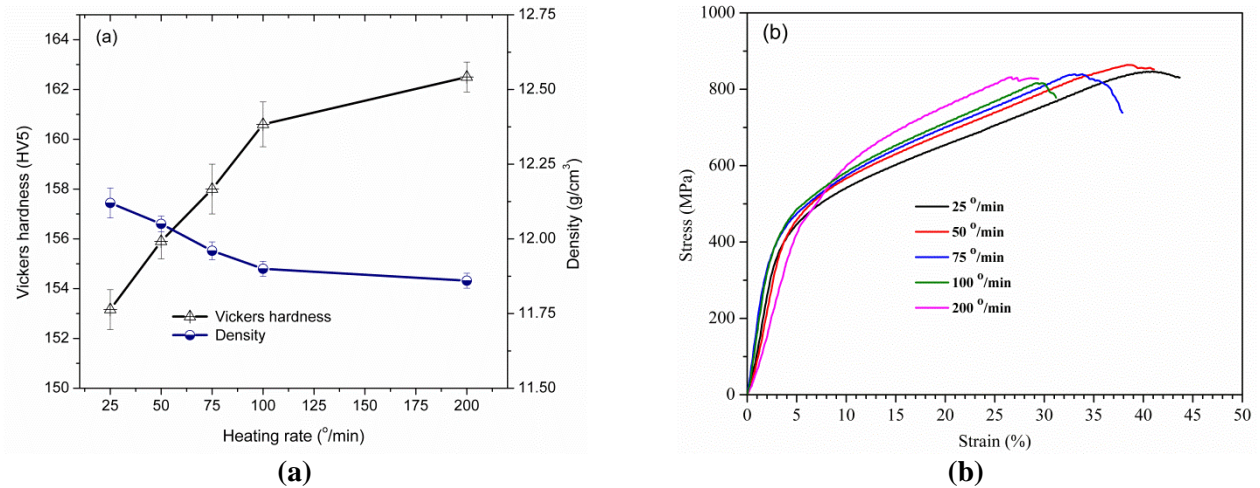 (a)
Vickers hardness (HV5)
164
162
160
158
156
154
152
150
12.75
12.50
12.25
12.00
11.75
11.50
Density (g/cm³)
Vickers hardness
Density
25 50 75 100 125 150 175 200
Heating rate (°/min)
(a)
(b)
Stress (MPa)
1000
800
600
400
200
0
25 °/min
50 °/min
75 °/min
100 °/min
200 °/min
0 5 10 15 20 25 30 35 40 45 50
Strain (%)
(b)